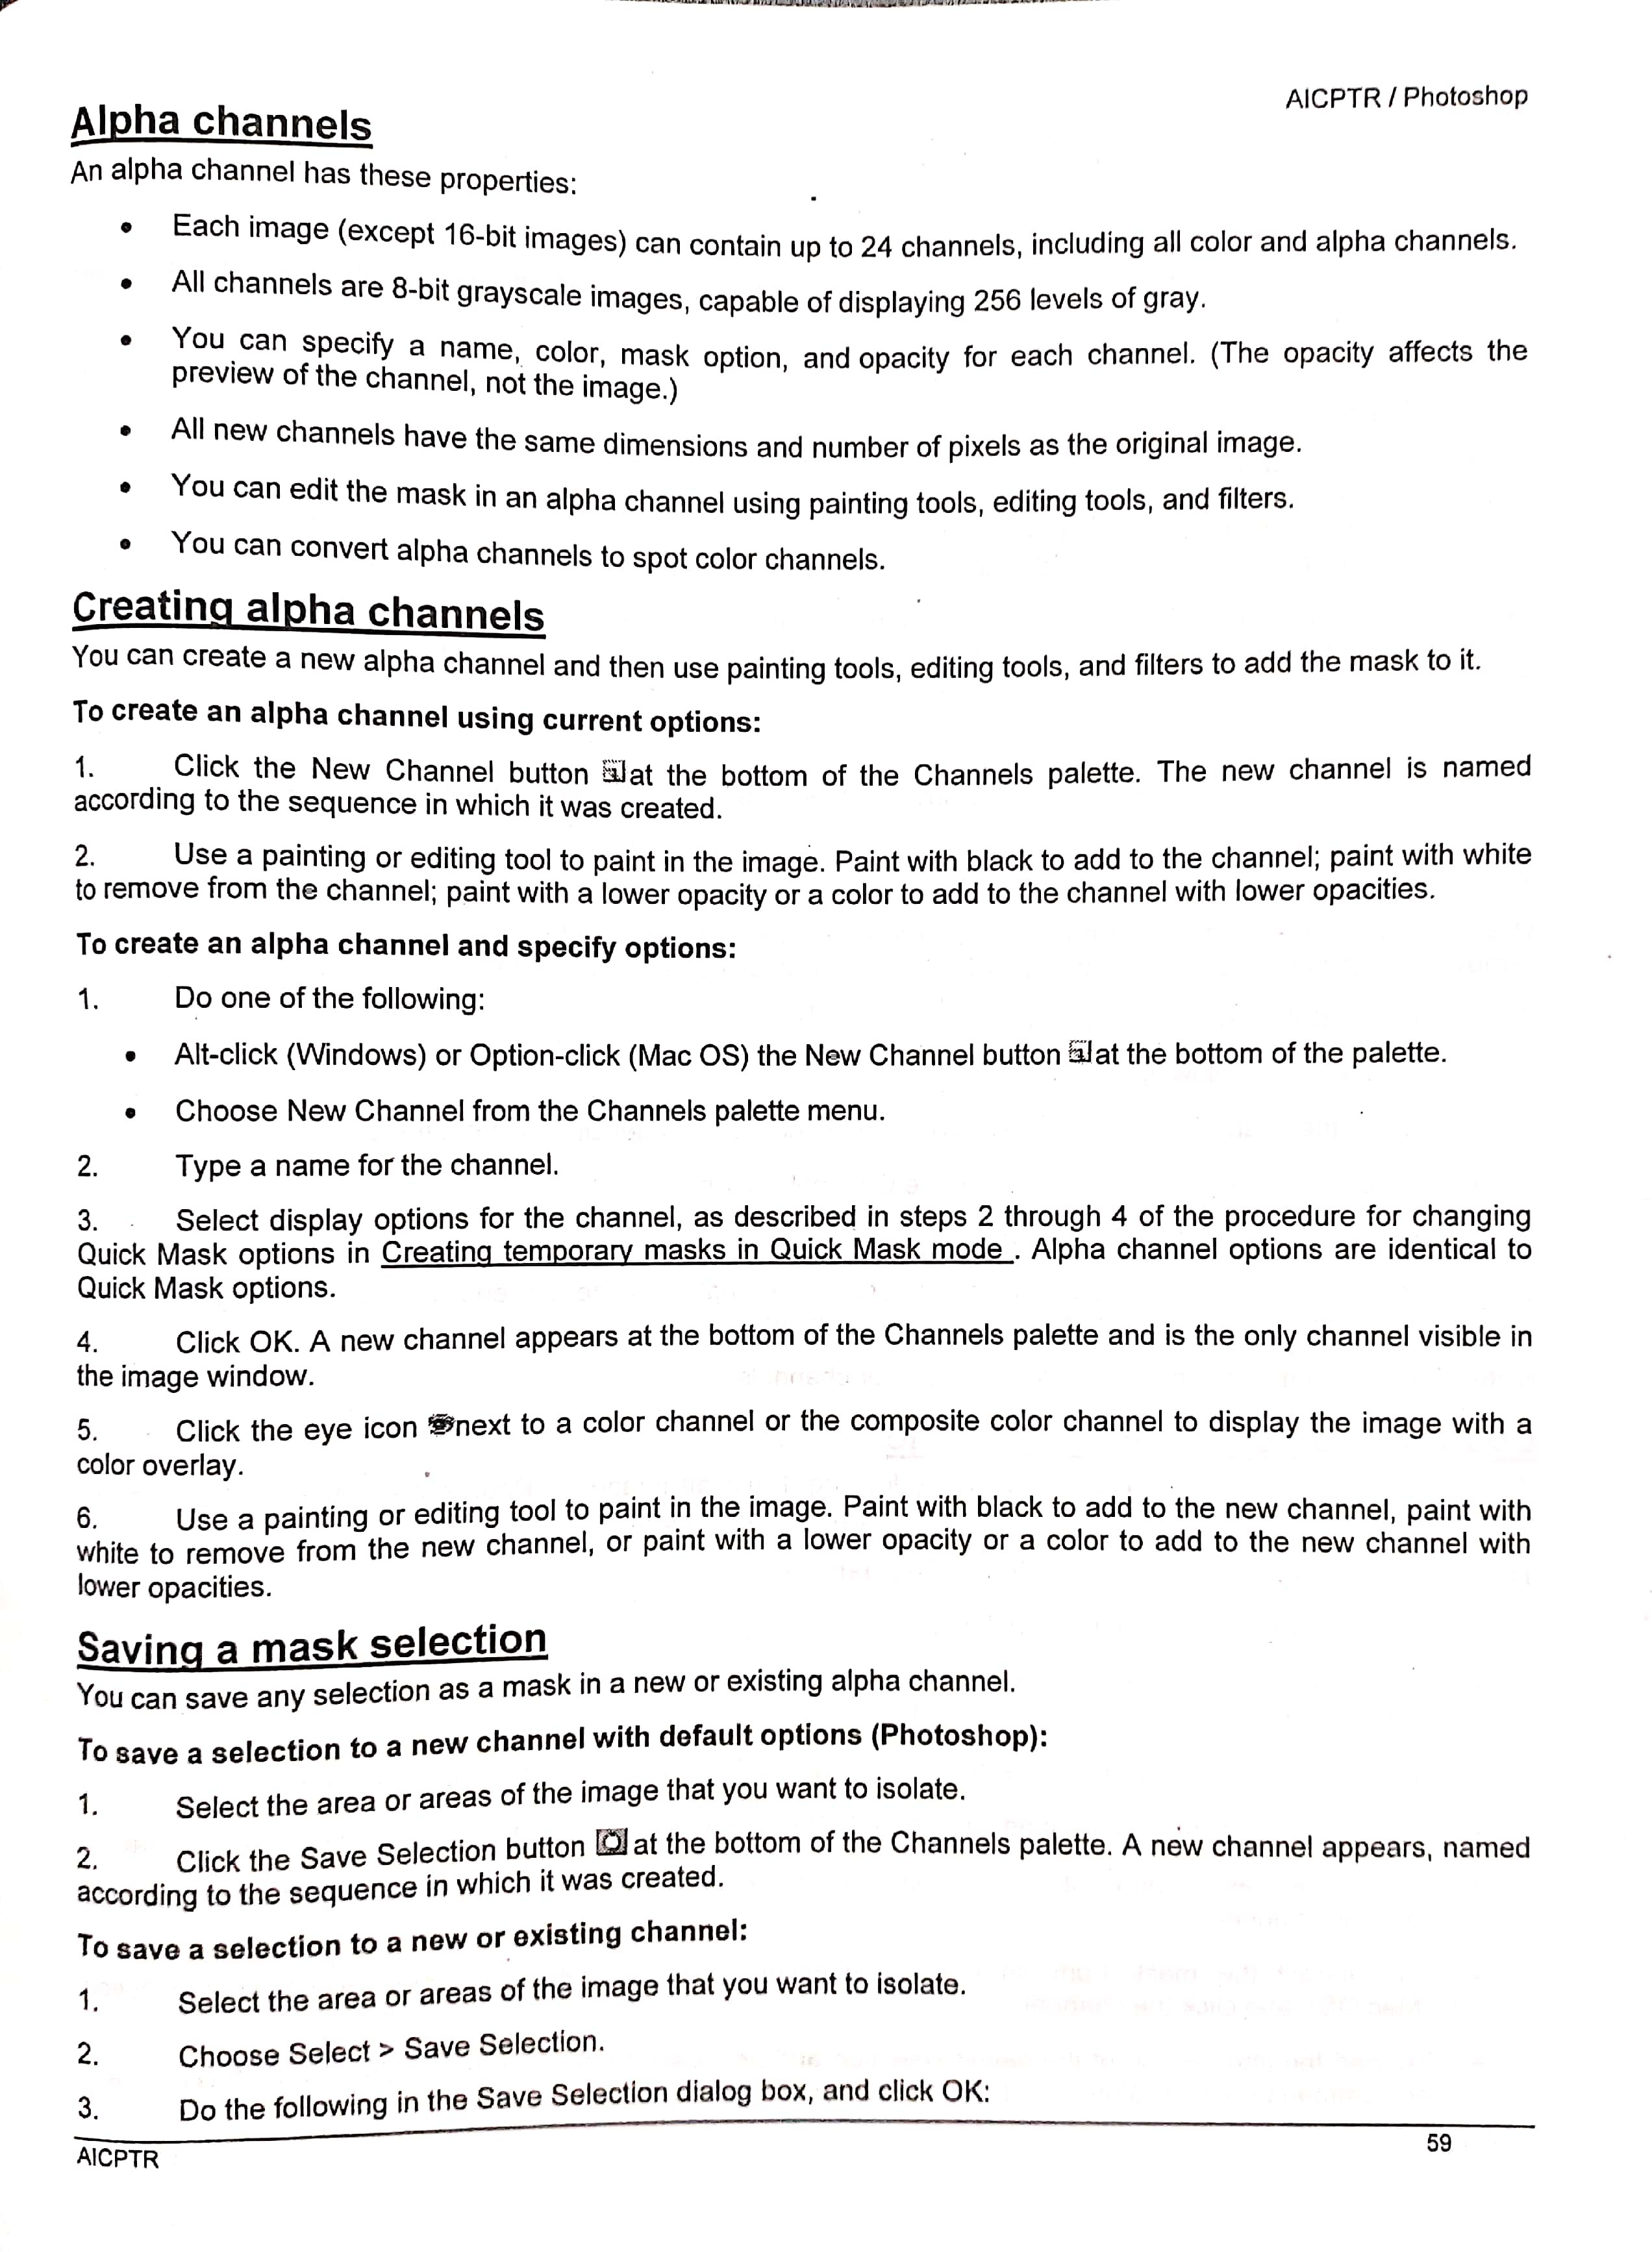 AICPTR / Photoshop
Alpha channels
An alpha channel has these properties:
• Each image (except 16-bit images) can contain up to 24 channels, including all color and alpha channels.
• All channels are 8-bit grayscale images, capable of displaying 256 levels of gray.
• You can specify a name, color, mask option, and opacity for each channel. (The opacity affects the
preview of the channel, not the image.)
• All new channels have the same dimensions and number of pixels as the original image.
• You can edit the mask in an alpha channel using painting tools, editing tools, and filters.
• You can convert alpha channels to spot color channels.
Creating alpha channels
You can create a new alpha channel and then use painting tools, editing tools, and filters to add the mask to it.
To create an alpha channel using current options:
1. Click the New Channel button at the bottom of the Channels palette. The new channel is named
according to the sequence in which it was created.
2. Use a painting or editing tool to paint in the image. Paint with black to add to the channel; paint with white
to remove from the channel; paint with a lower opacity or a color to add to the channel with lower opacities.
To create an alpha channel and specify options:
1. Do one of the following:
• Alt-click (Windows) or Option-click (Mac OS) the New Channel button at the bottom of the palette.
• Choose New Channel from the Channels palette menu.
2. Type a name for the channel.
3. Select display options for the channel, as described in steps 2 through 4 of the procedure for changing
Quick Mask options in Creating temporary masks in Quick Mask mode . Alpha channel options are identical to
Quick Mask options.
4. Click OK. A new channel appears at the bottom of the Channels palette and is the only channel visible in
the image window.
5. Click the eye icon next to a color channel or the composite color channel to display the image with a
color overlay.
6. Use a painting or editing tool to paint in the image. Paint with black to add to the new channel, paint with
white to remove from the new channel, or paint with a lower opacity or a color to add to the new channel with
lower opacities.
Saving a mask selection
You can save any selection as a mask in a new or existing alpha channel.
To save a selection to a new channel with default options (Photoshop):
1. Select the area or areas of the image that you want to isolate.
2. Click the Save Selection button at the bottom of the Channels palette. A new channel appears, named
according to the sequence in which it was created.
To save a selection to a new or existing channel:
1. Select the area or areas of the image that you want to isolate.
2. Choose Select > Save Selection.
3. Do the following in the Save Selection dialog box, and click OK:
AICPTR
59